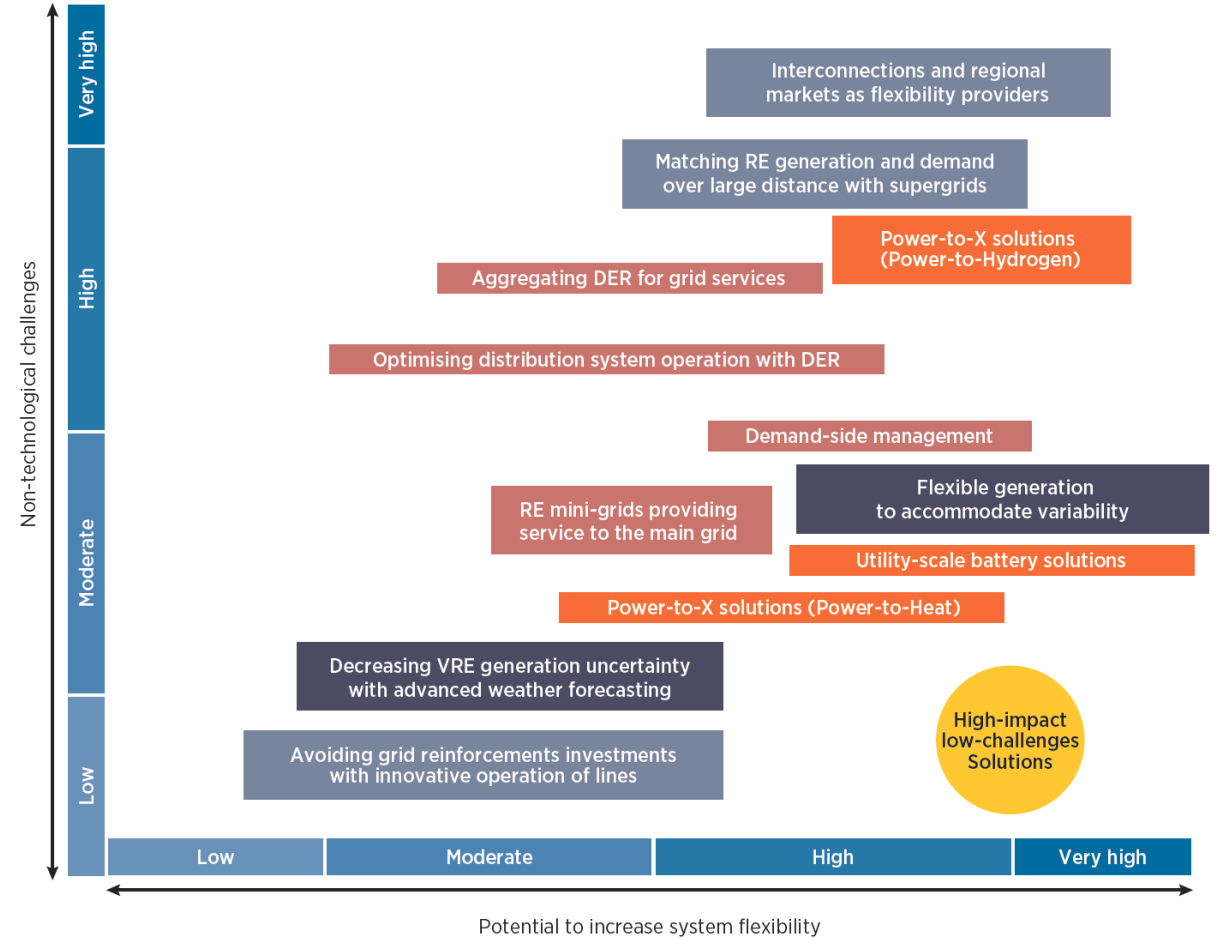 Very high
Interconnections and regional
markets as flexibility providers
Matching RE generation and demand
over large distance with supergrids
Power-to-X solutions
(Power-to-Hydrogen)
Non-technological challenges
High
Aggregating DER for grid services
Optimising distribution system operation with DER
Demand-side management
Moderate
Flexible generation
to accommodate variability
RE mini-grids providing
service to the main grid
Utility-scale battery solutions
Power-to-X solutions (Power-to-Heat)
Decreasing VRE generation uncertainty
with advanced weather forecasting
High-impact
low-challenges
Solutions
Low
Avoiding grid reinforcements investments
with innovative operation of lines
Low
Moderate
High
Very high
Potential to increase system flexibility